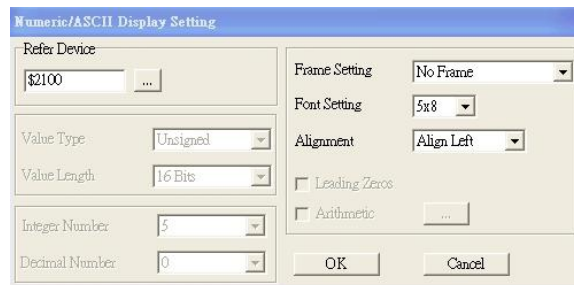 Numeric/ASCII Display Setting
Refer Device
$2100
...
Value Type Unsigned
Value Length 16 Bits
Integer Number 5
Decimal Number 0
Frame Setting No Frame
Font Setting 5x8
Alignment Align Left
Leading Zeros
Arithmetic ...
OK Cancel